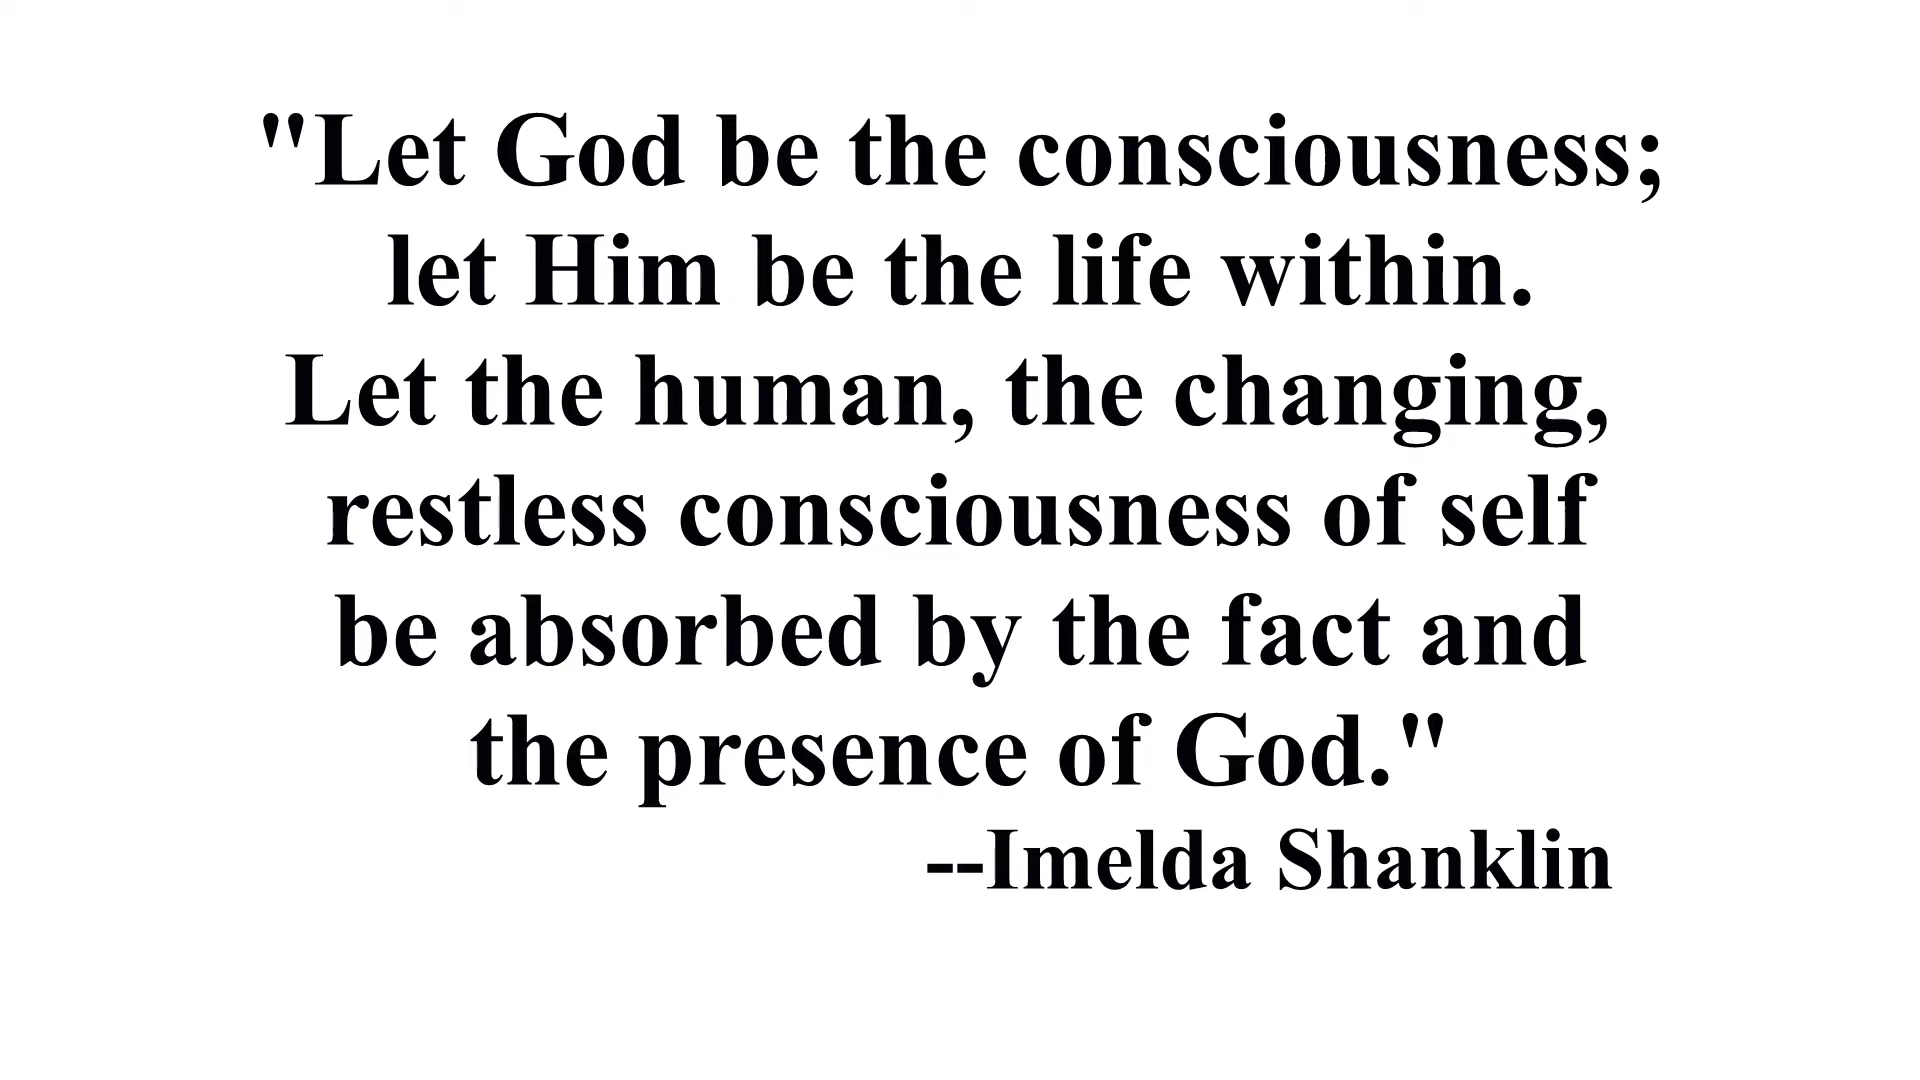 "Let God be the consciousness;
let Him be the life within.
Let the human, the changing,
restless consciousness of self
be absorbed by the fact and
the presence of God."
--Imelda Shanklin